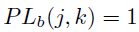 PL_b(j, k) = 1